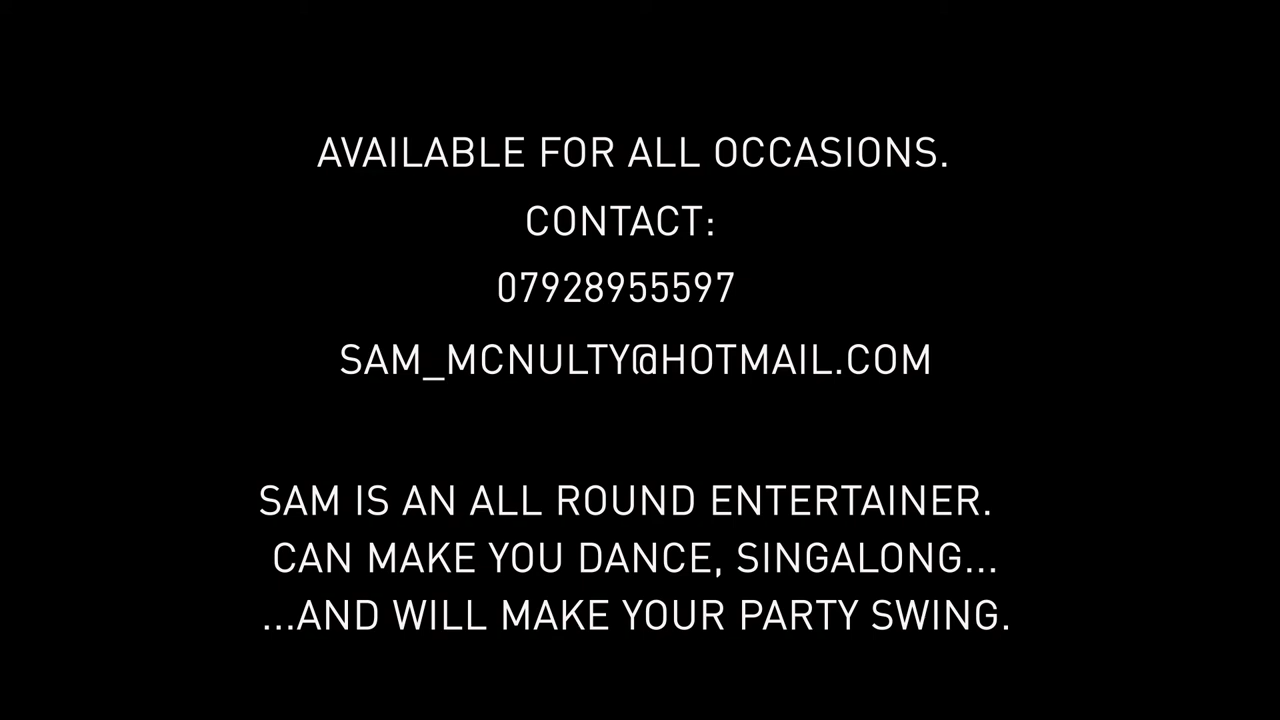 AVAILABLE FOR ALL OCCASIONS.
CONTACT:
07928955597
SAM_MCNULTY@HOTMAIL.COM
SAM IS AN ALL ROUND ENTERTAINER.
CAN MAKE YOU DANCE, SINGALONG...
...AND WILL MAKE YOUR PARTY SWING.